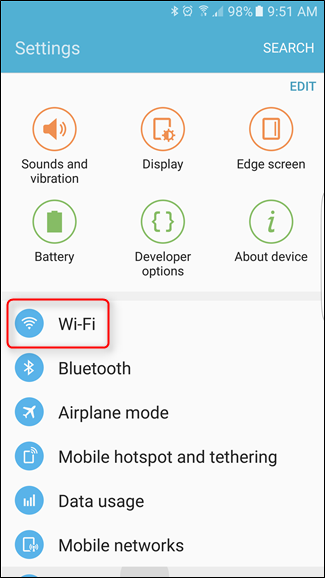 98% 9:51 AM
Settings SEARCH
EDIT
Sounds and vibration
Display
Edge screen
Battery
Developer options
About device
Wi-Fi
Bluetooth
Airplane mode
Mobile hotspot and tethering
Data usage
Mobile networks